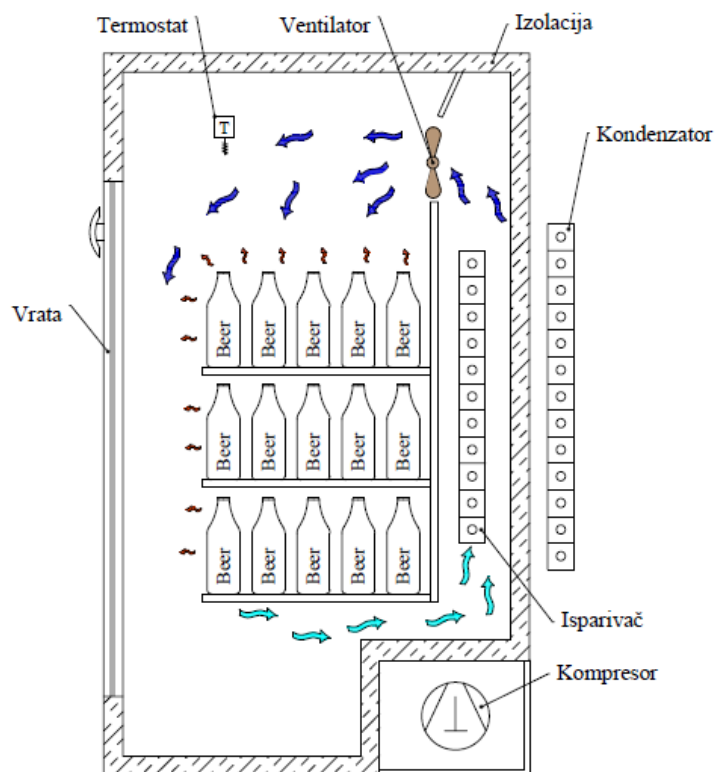 Termostat
Ventilator
Izolacija
T
Kondenzator
Vrata
Beer Beer Beer Beer Beer
Beer Beer Beer Beer Beer
Beer Beer Beer Beer Beer
Isparivač
Kompresor